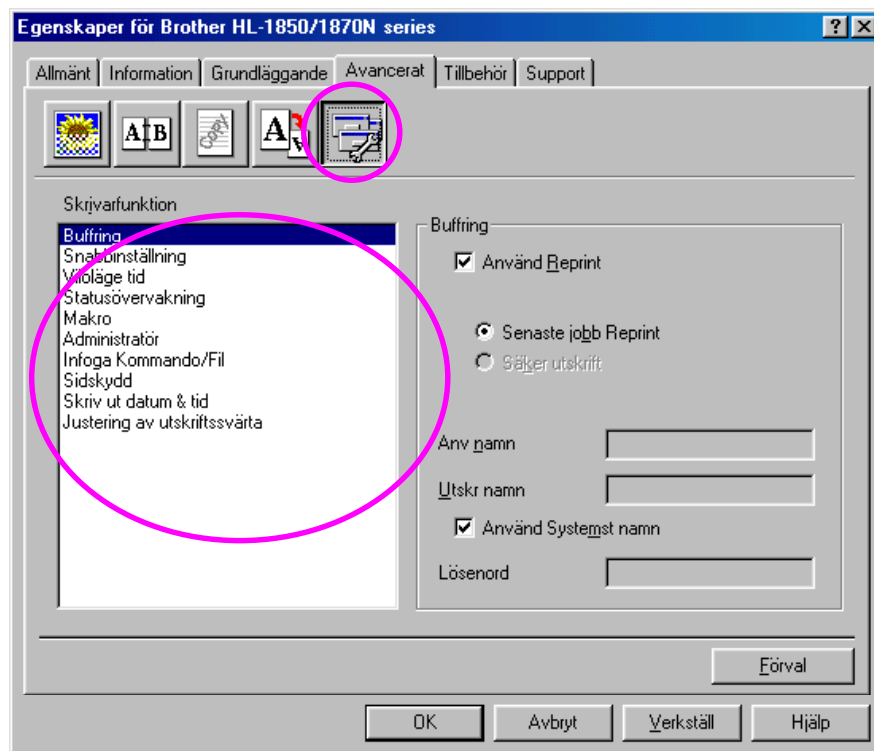 Egenskaper för Brother HL-1850/1870N series
Allmänt Information Grundläggande Avancerat Tillbehör Support
A B COPY A A
Skrivarfunktion
Buffring
Snabbinställning
Viloläge tid
Statusövervakning
Makro
Administratör
Infoga Kommando/Fil
Sidskydd
Skriv ut datum & tid
Justering av utskriftssvärta
Buffring
Använd Reprint
Senaste jobb Reprint
Säker utskrift
Anv namn
Utskr namn
Använd Systemst namn
Lösenord
Förval
OK Avbryt Verkställ Hjälp